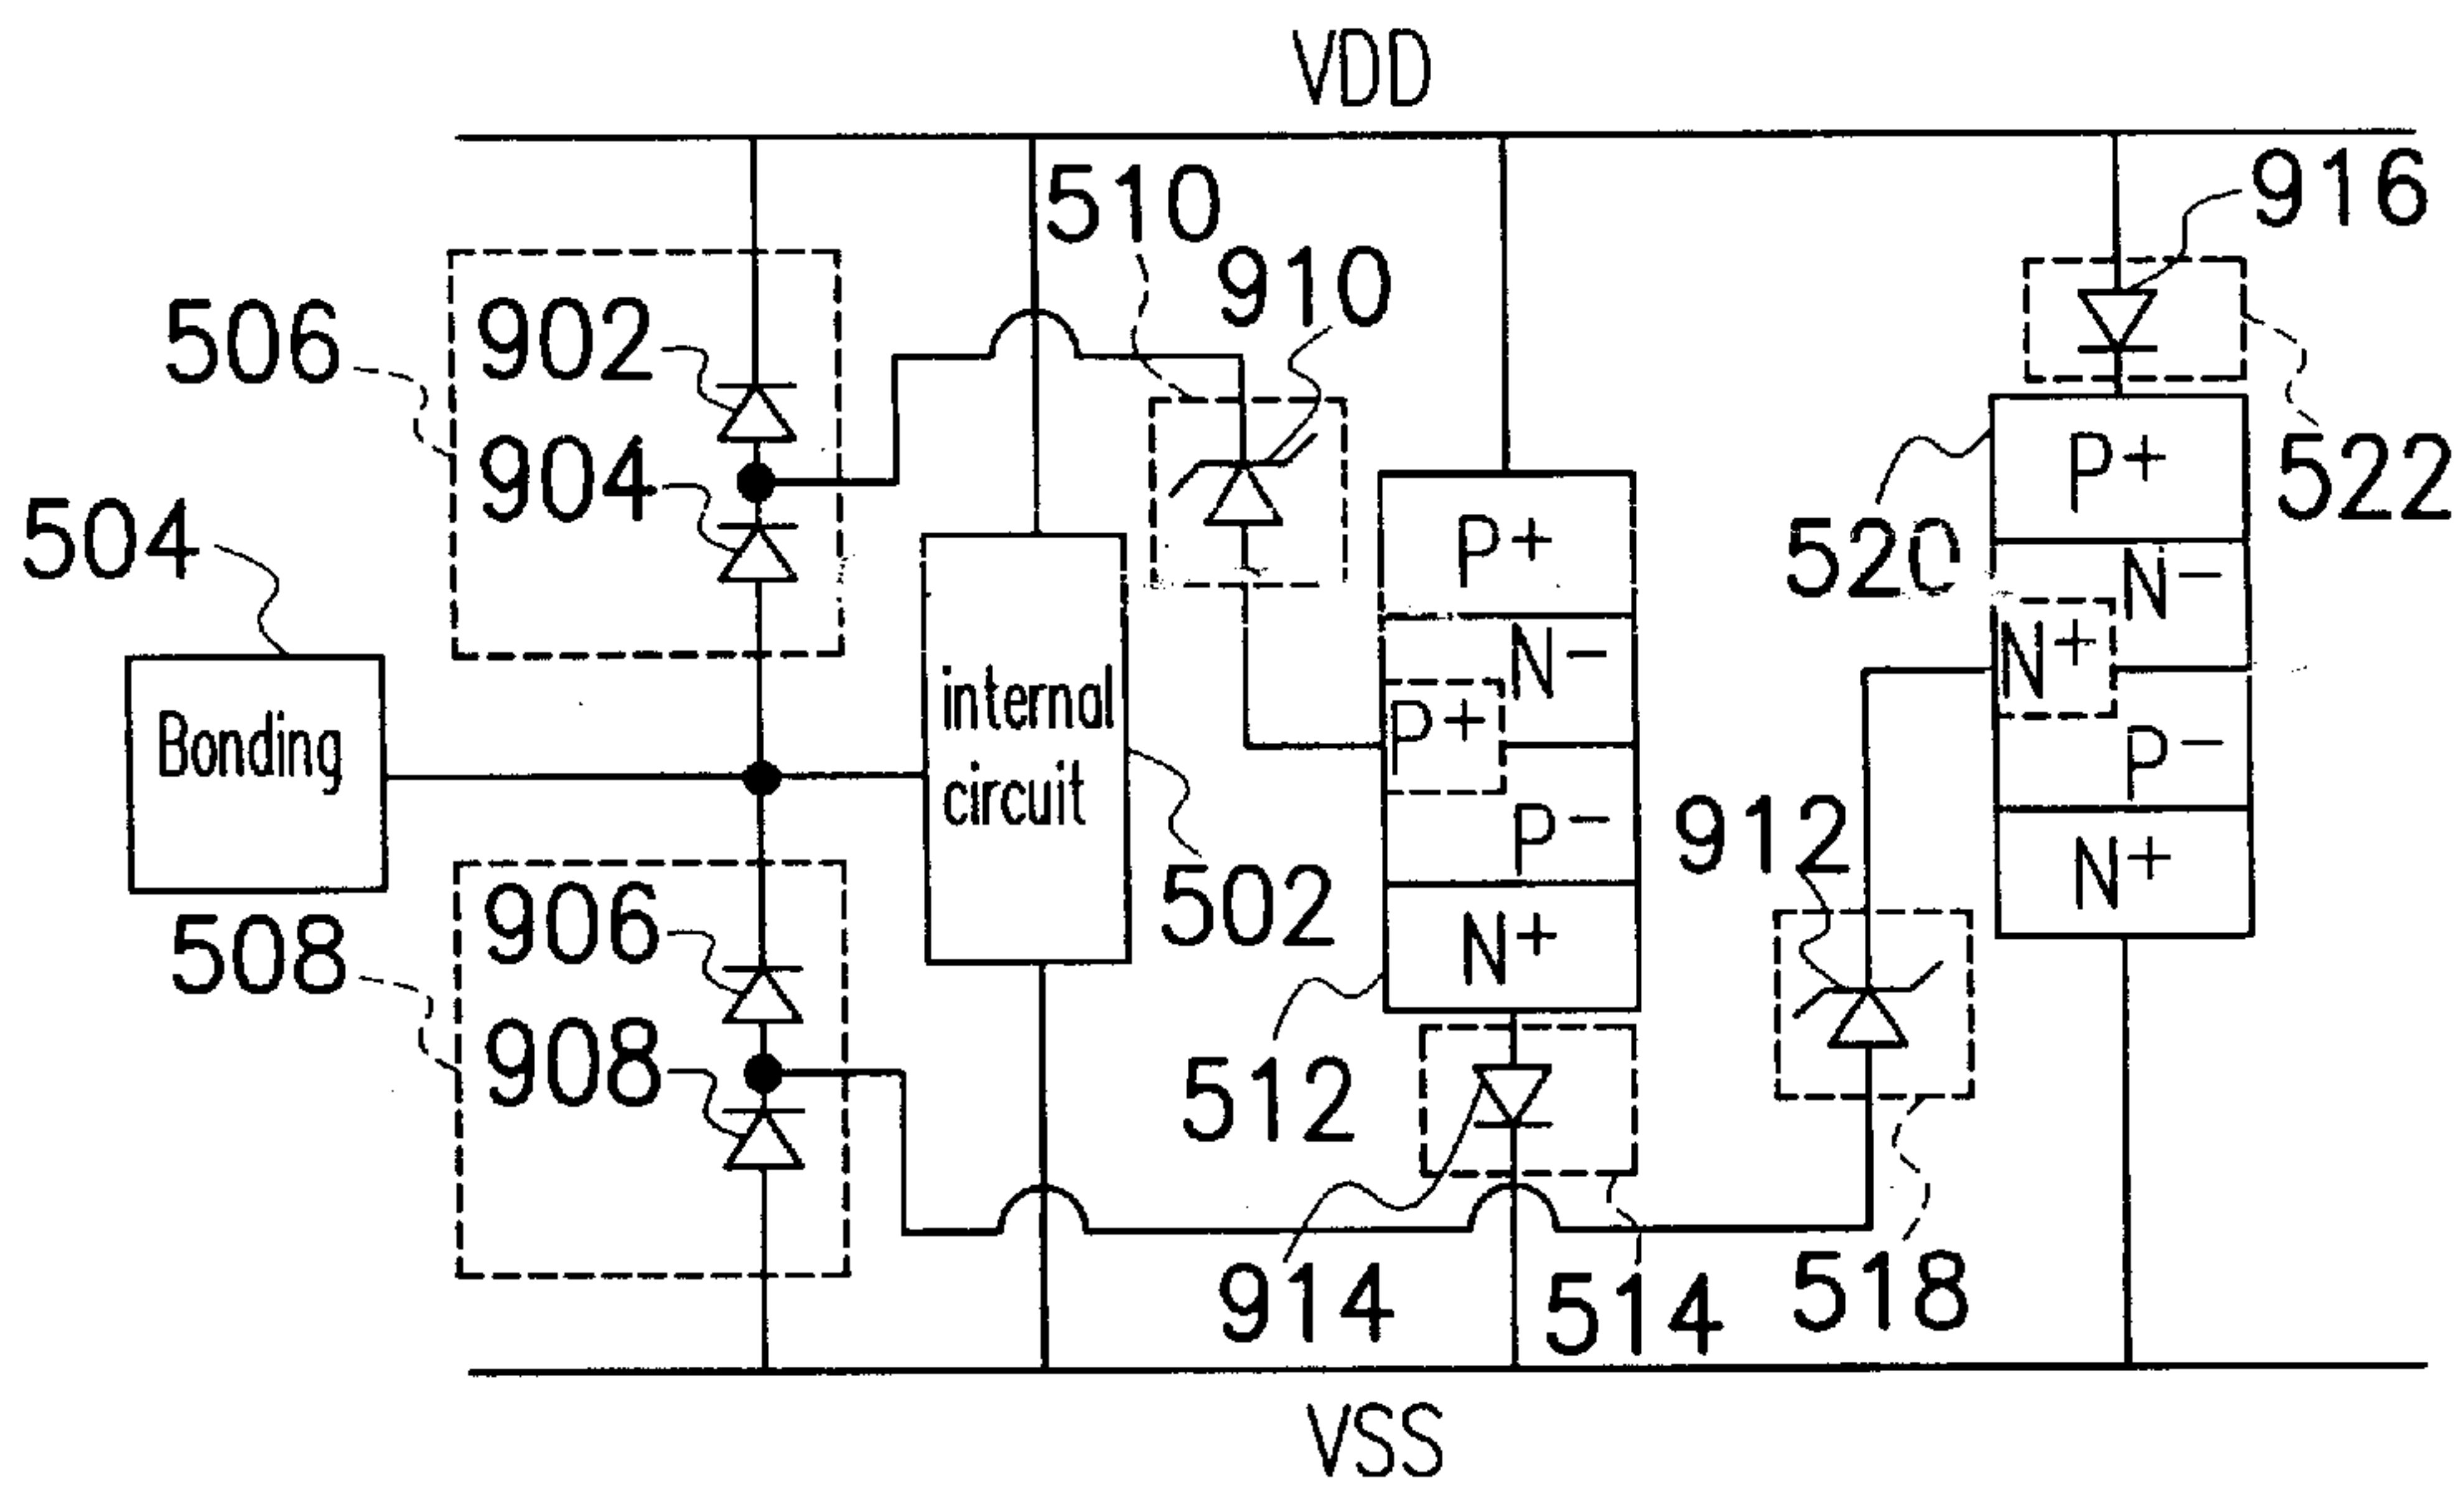 VDD
510
916
910
506
902
904
522
504
P+
P+
520
N-
N-
N+
internal
circuit
P+
Bonding
P-
P-
912
N+
502
508
906
N+
908
512
914
514
518
VSS